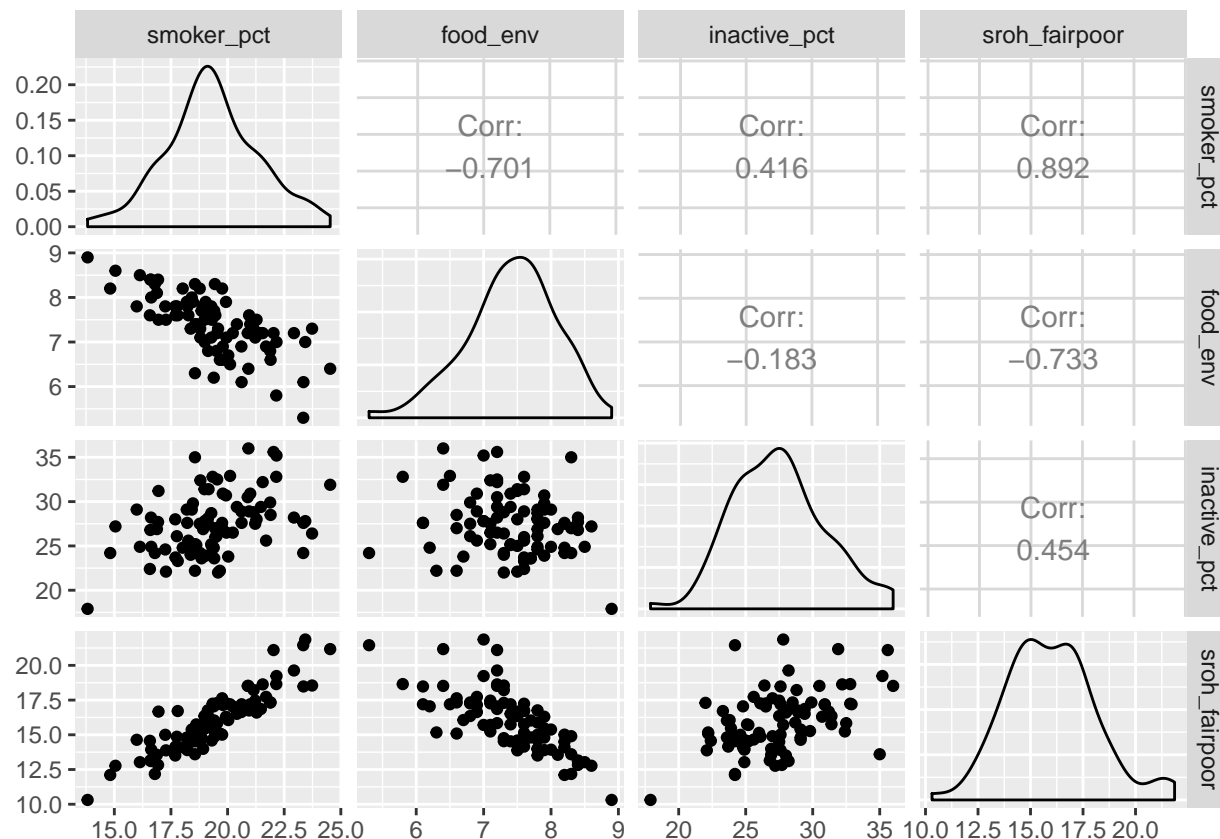 smoker_pct food_env inactive_pct sroh_fairpoor
0.20
0.15
0.10
0.05
0.00
Corr:
−0.701
Corr:
0.416
Corr:
0.892
smoker_pct
9
8
7
6
Corr:
−0.183
Corr:
−0.733
food_env
35
30
25
20
Corr:
0.454
inactive_pct
20.0
17.5
15.0
12.5
10.0
sroh_fairpoor
15.0 17.5 20.0 22.5 25.0 6 7 8 9 20 25 30 35 10.0 12.5 15.0 17.5 20.0